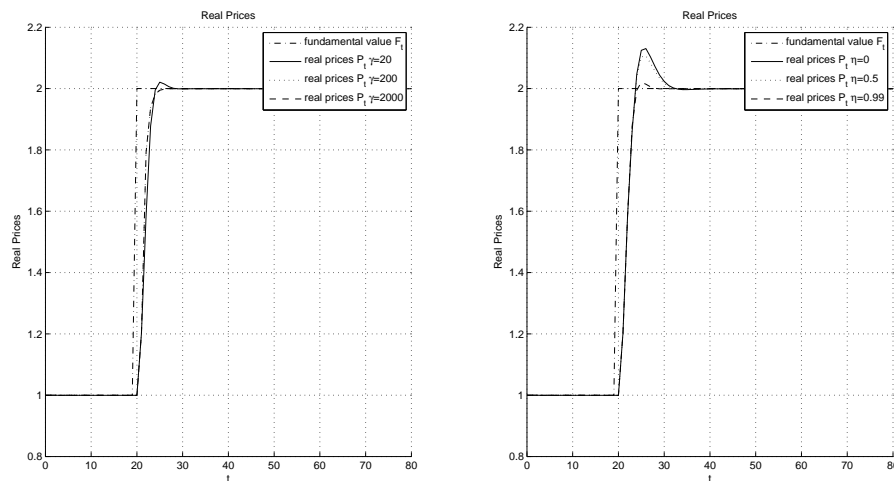 Real Prices
2.2
2
1.8
1.6
1.4
1.2
1
0.8
0 10 20 30 40 50 60 70 80
t
Real Prices
fundamental value F_t
real prices P_t γ=20
real prices P_t γ=200
real prices P_t γ=2000
Real Prices
2.2
2
1.8
1.6
1.4
1.2
1
0.8
0 10 20 30 40 50 60 70 80
t
Real Prices
fundamental value F_t
real prices P_t η=0
real prices P_t η=0.5
real prices P_t η=0.99